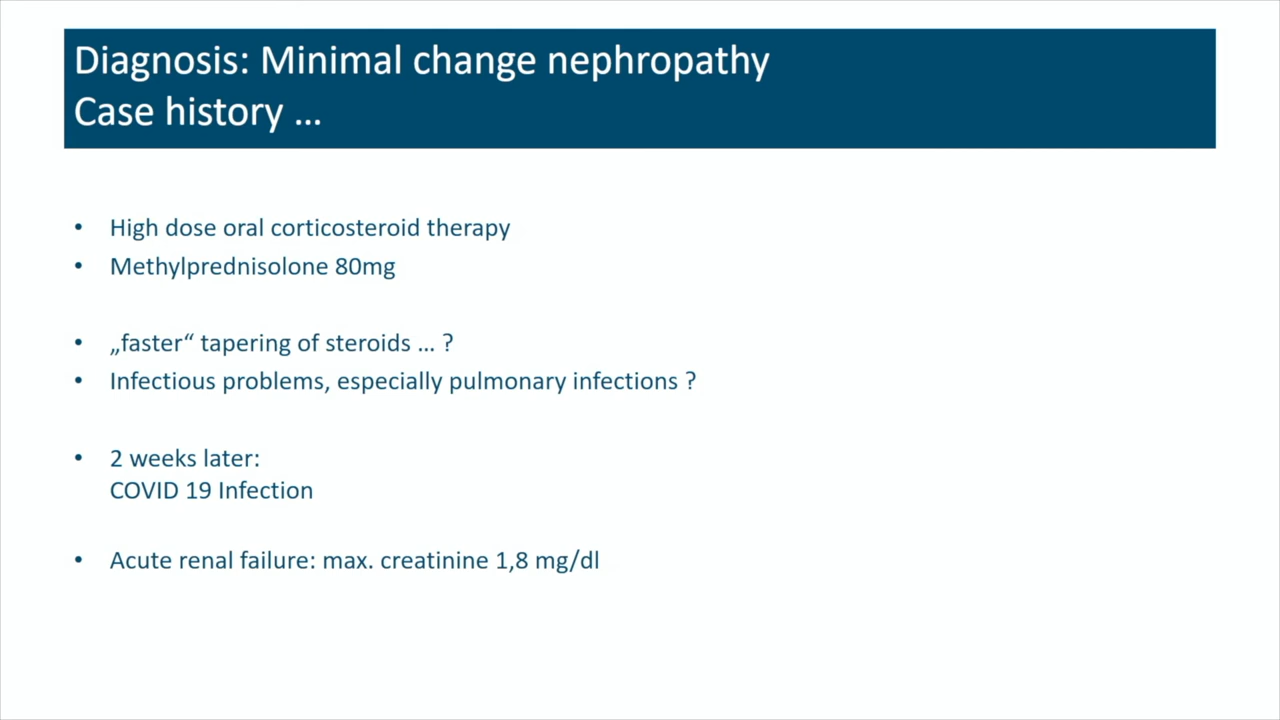 Diagnosis: Minimal change nephropathy
Case history ...
• High dose oral corticosteroid therapy
• Methylprednisolone 80mg
• „faster“ tapering of steroids ... ?
• Infectious problems, especially pulmonary infections ?
• 2 weeks later:
COVID 19 Infection
• Acute renal failure: max. creatinine 1,8 mg/dl